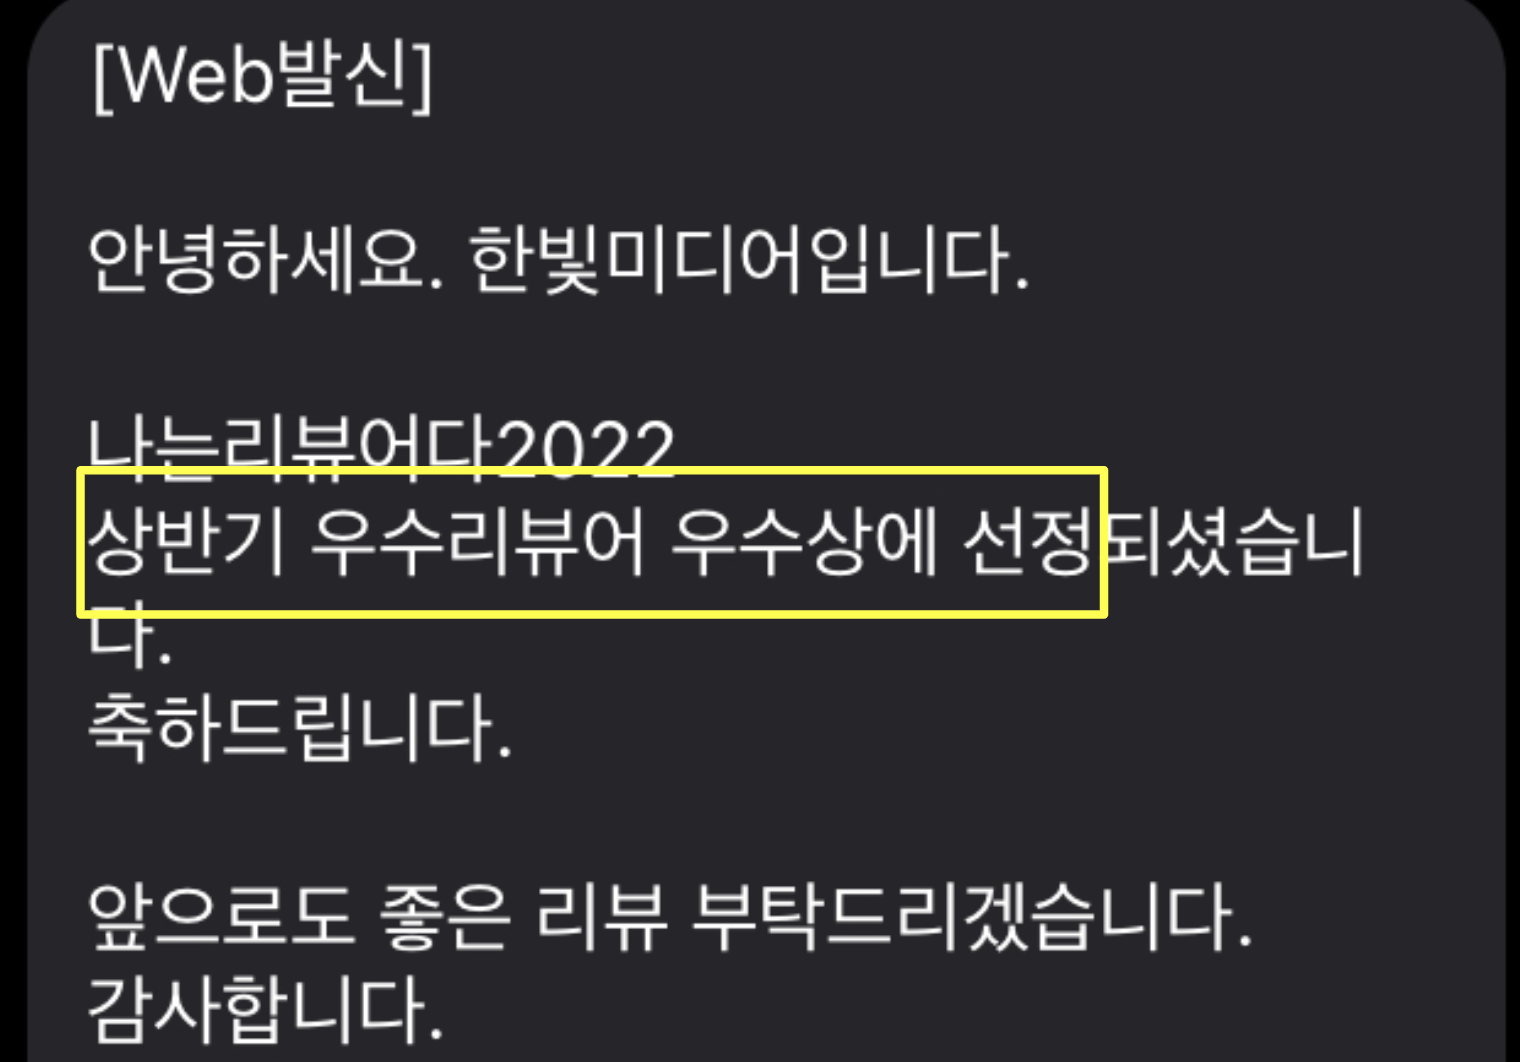 [Web발신]
안녕하세요. 한빛미디어입니다.
나는리뷰어다2022
상반기 우수리뷰어 우수상에 선정되셨습니
다.
축하드립니다.
앞으로도 좋은 리뷰 부탁드리겠습니다.
감사합니다.